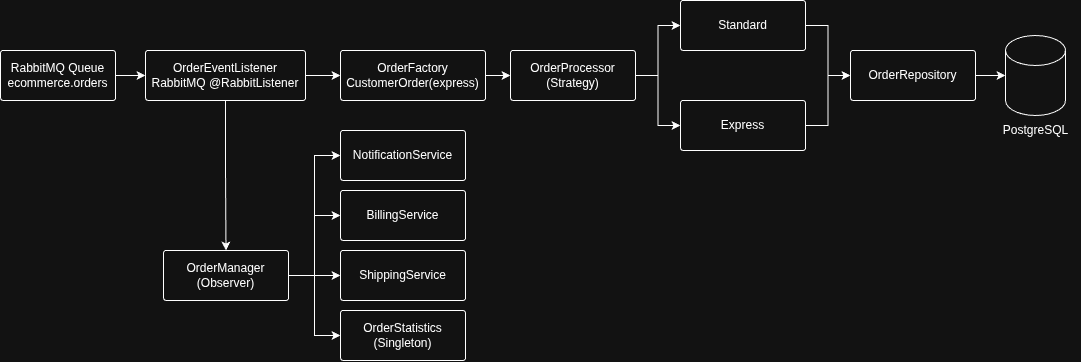 RabbitMQ Queue
ecommerce.orders
OrderEventListener
RabbitMQ @RabbitListener
OrderFactory
CustomerOrder(express)
OrderProcessor
(Strategy)
Standard
Express
OrderRepository
PostgreSQL
OrderManager
(Observer)
NotificationService
BillingService
ShippingService
OrderStatistics
(Singleton)